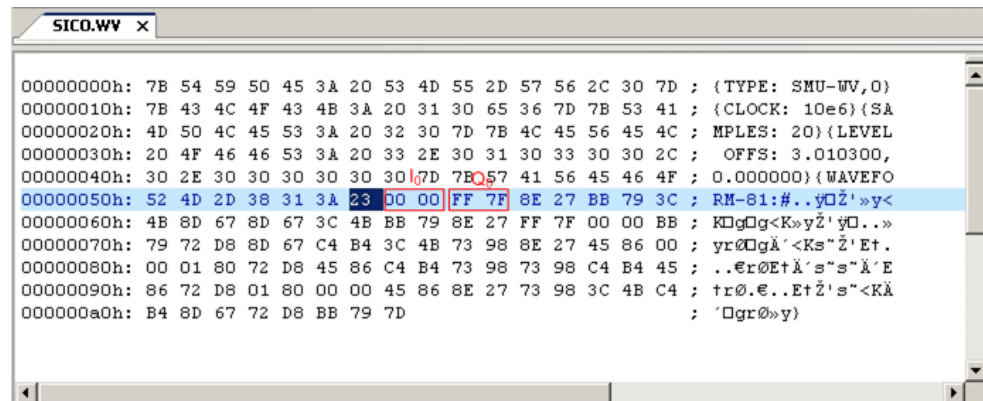 SICO.WV ×
00000000h: 7B 54 59 50 45 3A 20 53 4D 55 2D 57 56 2C 30 7D ; {TYPE: SMU-WV,0}
00000010h: 7B 43 4C 4F 43 4B 3A 20 31 30 65 36 7D 7B 53 41 ; {CLOCK: 10e6}{SA
00000020h: 4D 50 4C 45 53 3A 20 32 30 7D 7B 4C 45 56 45 4C ; MPLES: 20}{LEVEL
00000030h: 20 4F 46 46 53 3A 20 33 2E 30 31 30 33 30 30 2C ; OFFS: 3.010300,
00000040h: 30 2E 30 30 30 30 30 30 7D 7B 57 41 56 45 46 4F ; 0.000000}{WAVEFO
I₀ Q₀
00000050h: 52 4D 2D 38 31 3A 23 00 00 FF 7F 8E 27 BB 79 3C ; RM-81:#..ÿ□Ž'»y<
00000060h: 4B 8D 67 8D 67 3C 4B BB 79 8E 27 FF 7F 00 00 BB ; K□g□g<K»yŽ'ÿ□..»
00000070h: 79 72 D8 8D 67 C4 B4 3C 4B 73 98 8E 27 45 86 00 ; yrØ□gÄ´<Ks˜Ž'E†.
00000080h: 00 01 80 72 D8 45 86 C4 B4 73 98 73 98 C4 B4 45 ; ..€rØE†Ä´s˜s˜Ä´E
00000090h: 86 72 D8 01 80 00 00 45 86 8E 27 73 98 3C 4B C4 ; †rØ.€..E†Ž's˜<KÄ
000000a0h: B4 8D 67 72 D8 BB 79 7D ; ´□grØ»y}